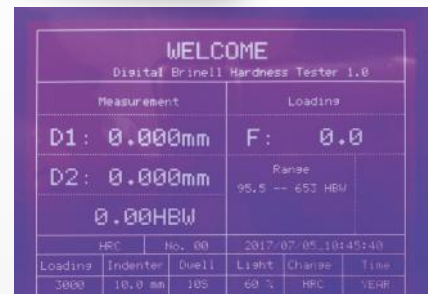 WELCOME
Digital Brinell Hardness Tester 1.0
Measurement Loading
D1: 0.000mm F: 0.0
D2: 0.000mm Range
95.5 -- 653 HBW
0.00HBW
HRC No. 00 2017/07/05_10:45:40
Loading Indenter Duell Light Change Time
3000 10.0 mm 10S 60 % HRC YEAR